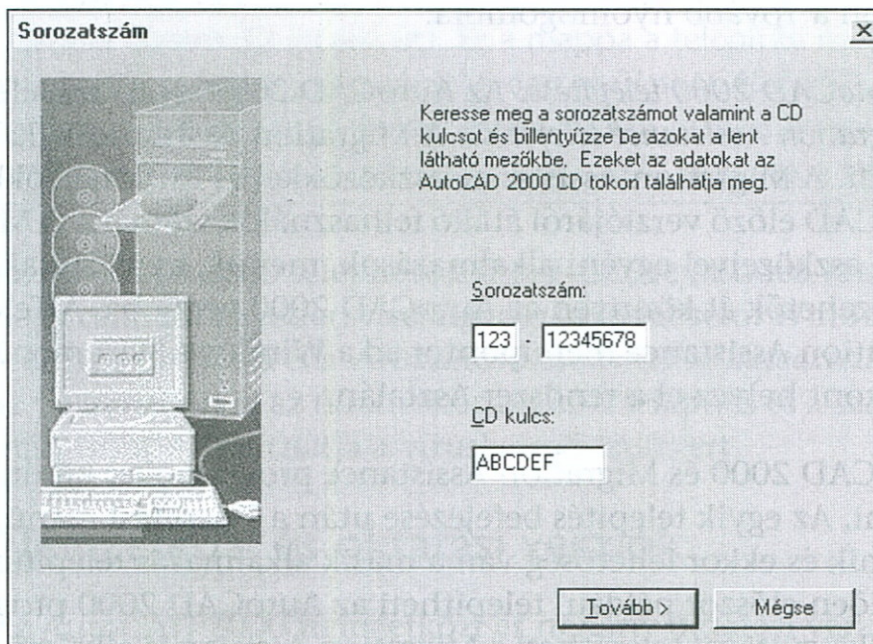 Sorozatszám
Keresse meg a sorozatszámot valamint a CD
kulcsot és billentyűzze be azokat a lent
látható mezőkbe. Ezeket az adatokat az
AutoCAD 2000 CD tokon találhatja meg.
Sorozatszám:
123 - 12345678
CD kulcs:
ABCDEF
Tovább >
Mégse